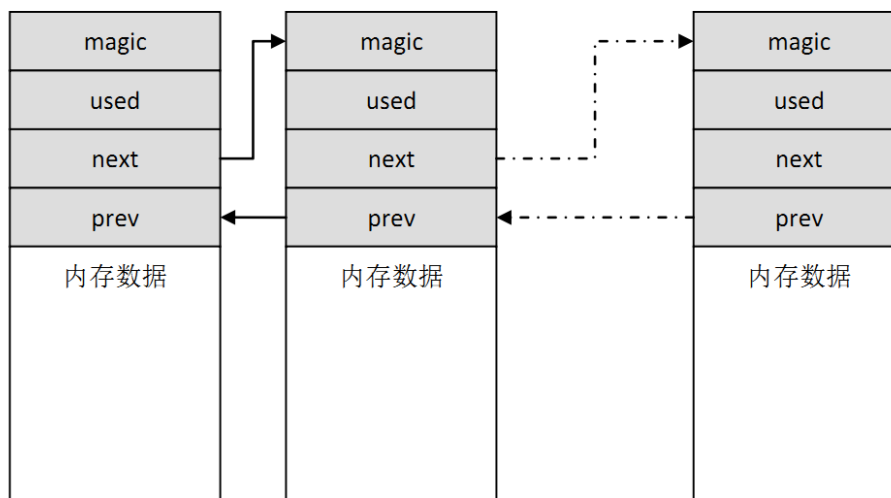 magic
used
next
prev
内存数据
magic
used
next
prev
内存数据
magic
used
next
prev
内存数据